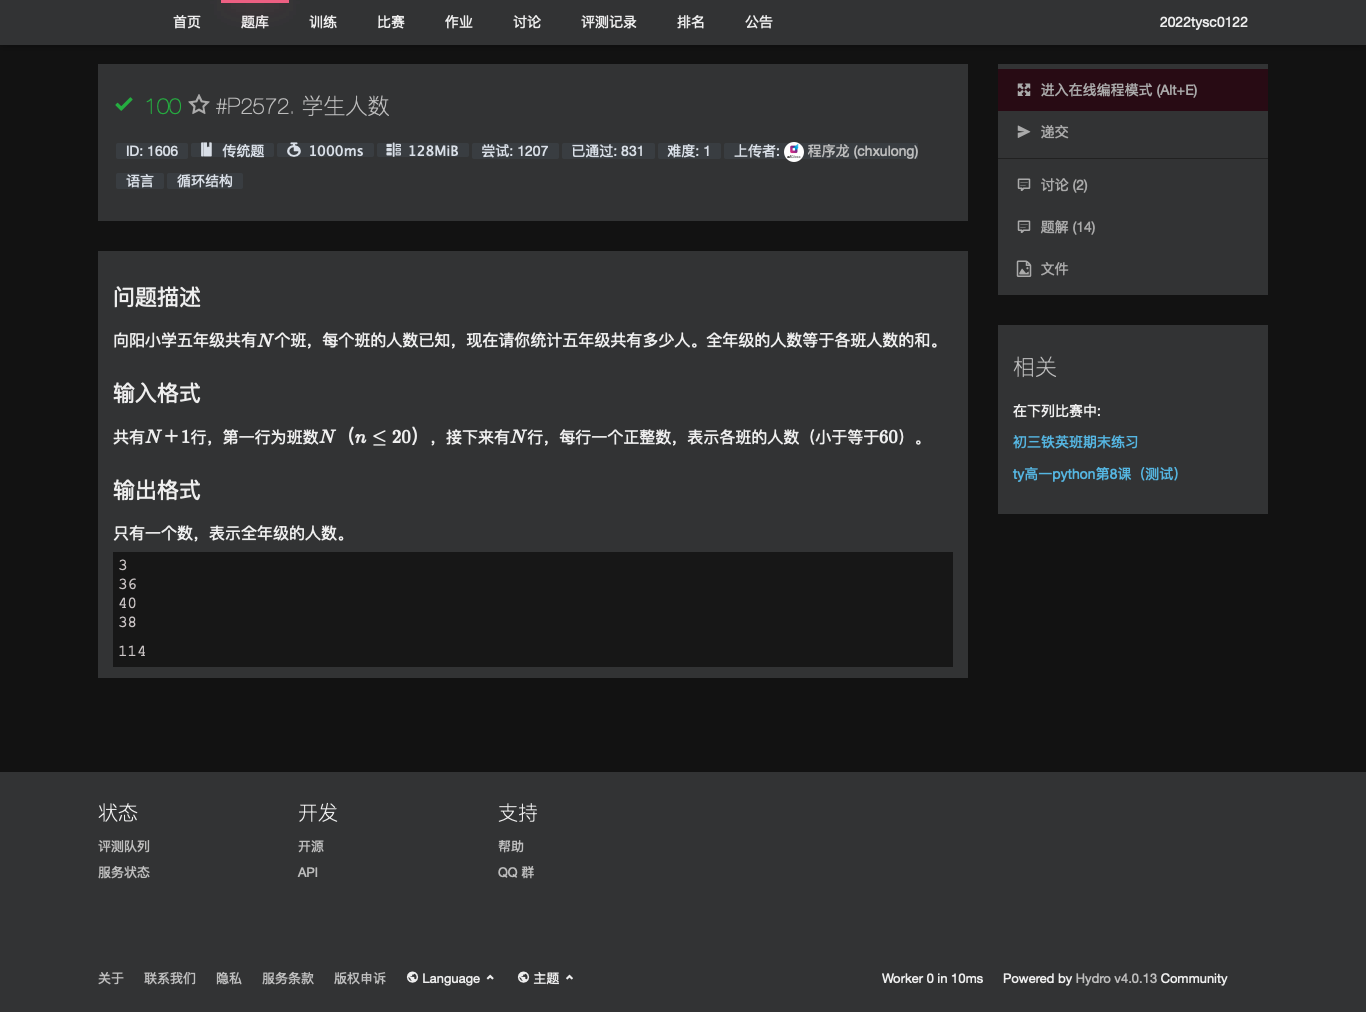 首页 题库 训练 比赛 作业 讨论 评测记录 排名 公告 2022tysc0122
100 #P2572. 学生人数
ID: 1606 传统题 1000ms 128MiB 尝试: 1207 已通过: 831 难度: 1 上传者: 程序龙 (chxulong)
语言 循环结构
问题描述
向阳小学五年级共有N个班，每个班的人数已知，现在请你统计五年级共有多少人。全年级的人数等于各班人数的和。
输入格式
共有N+1行，第一行为班数N（n ≤ 20），接下来有N行，每行一个正整数，表示各班的人数（小于等于60）。
输出格式
只有一个数，表示全年级的人数。
3
36
40
38
114
进入在线编程模式 (Alt+E)
递交
讨论 (2)
题解 (14)
文件
相关
在下列比赛中:
初三铁英班期末练习
ty高一python第8课（测试）
状态 开发 支持
评测队列 开源 帮助
服务状态 API QQ 群
关于 联系我们 隐私 服务条款 版权申诉 Language 主题 Worker 0 in 10ms Powered by Hydro v4.0.13 Community